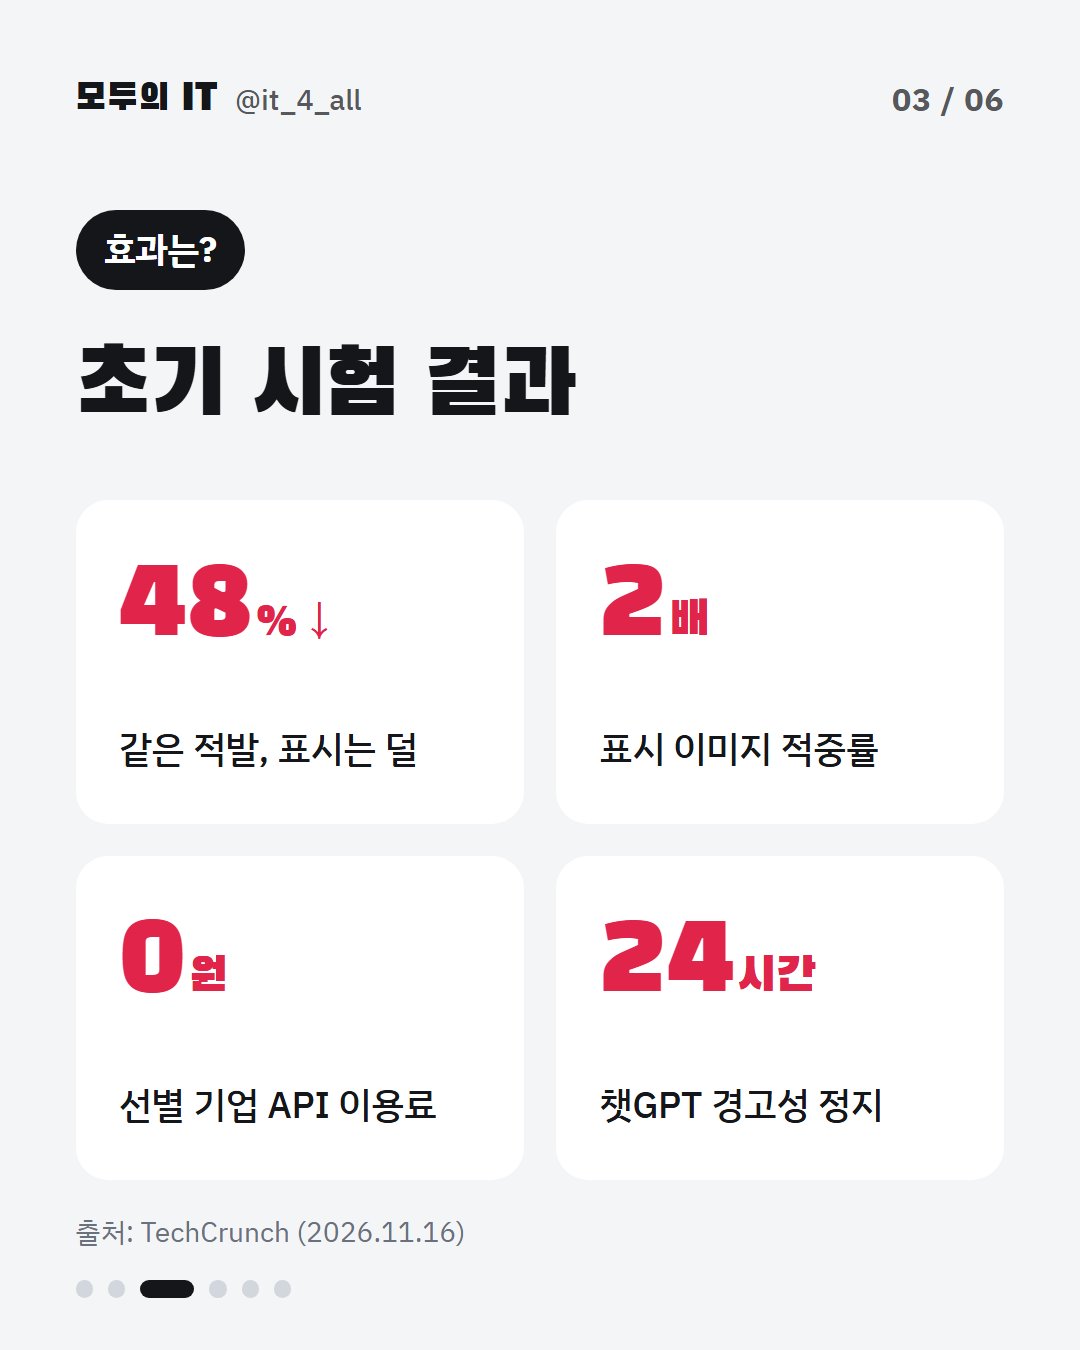 모두의 IT @it_4_all
03 / 06
효과는?
초기 시험 결과
48% ↓
같은 적발, 표시는 덜
2배
표시 이미지 적중률
0원
선별 기업 API 이용료
24시간
챗GPT 경고성 정지
출처: TechCrunch (2026.11.16)